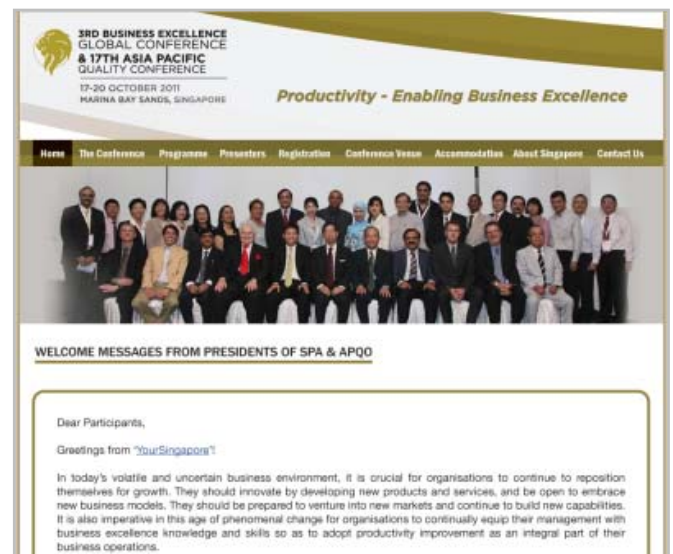 3RD BUSINESS EXCELLENCE
GLOBAL CONFERENCE
& 17TH ASIA PACIFIC
QUALITY CONFERENCE
17-20 OCTOBER 2011
MARINA BAY SANDS, SINGAPORE
Productivity - Enabling Business Excellence
Home The Conference Programme Presenters Registration Conference Venue Accommodation About Singapore Contact Us
WELCOME MESSAGES FROM PRESIDENTS OF SPA & APQO
Dear Participants,
Greetings from "YourSingapore"!
In today's volatile and uncertain business environment, it is crucial for organisations to continue to reposition
themselves for growth. They should innovate by developing new products and services, and be open to embrace
new business models. They should be prepared to venture into new markets and continue to build new capabilities.
It is also imperative in this age of phenomenal change for organisations to continually equip their management with
business excellence knowledge and skills so as to adopt productivity improvement as an integral part of their
business operations.